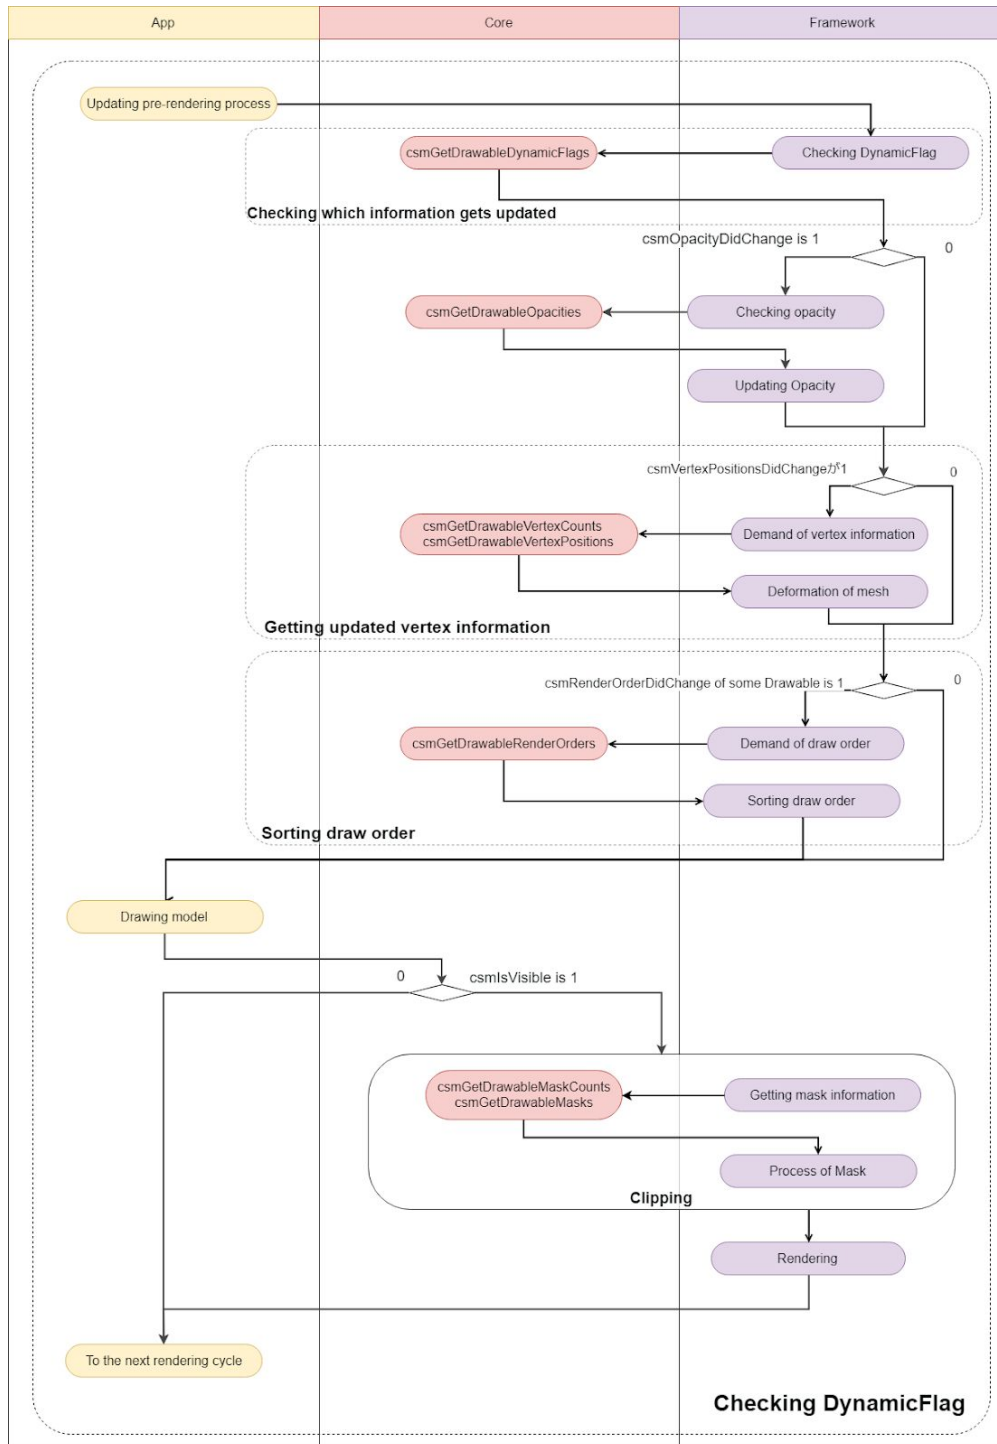 App
Core
Framework
Updating pre-rendering process
csmGetDrawableDynamicFlags
Checking DynamicFlag
Checking which information gets updated
csmOpacityDidChange is 1
0
csmGetDrawableOpacities
Checking opacity
Updating Opacity
csmVertexPositionsDidChangeが1
0
csmGetDrawableVertexCounts
csmGetDrawableVertexPositions
Demand of vertex information
Deformation of mesh
Getting updated vertex information
csmRenderOrderDidChange of some Drawable is 1
0
csmGetDrawableRenderOrders
Demand of draw order
Sorting draw order
Sorting draw order
Drawing model
0
csmIsVisible is 1
csmGetDrawableMaskCounts
csmGetDrawableMasks
Getting mask information
Process of Mask
Clipping
Rendering
To the next rendering cycle
Checking DynamicFlag